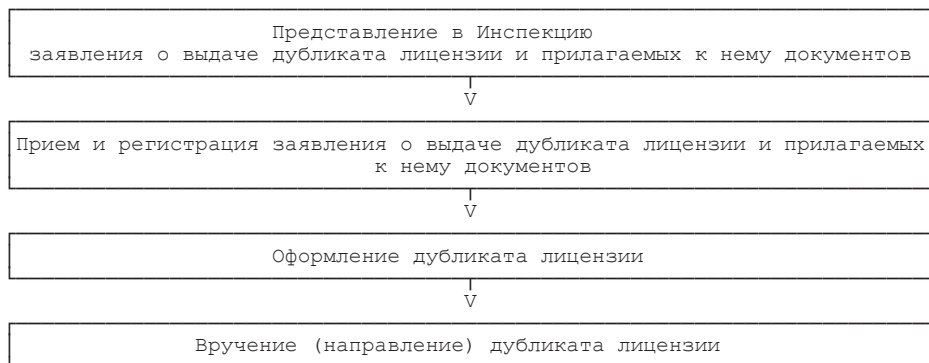 Представление в Инспекцию
заявления о выдаче дубликата лицензии и прилагаемых к нему документов
V
Прием и регистрация заявления о выдаче дубликата лицензии и прилагаемых
к нему документов
V
Оформление дубликата лицензии
V
Вручение (направление) дубликата лицензии